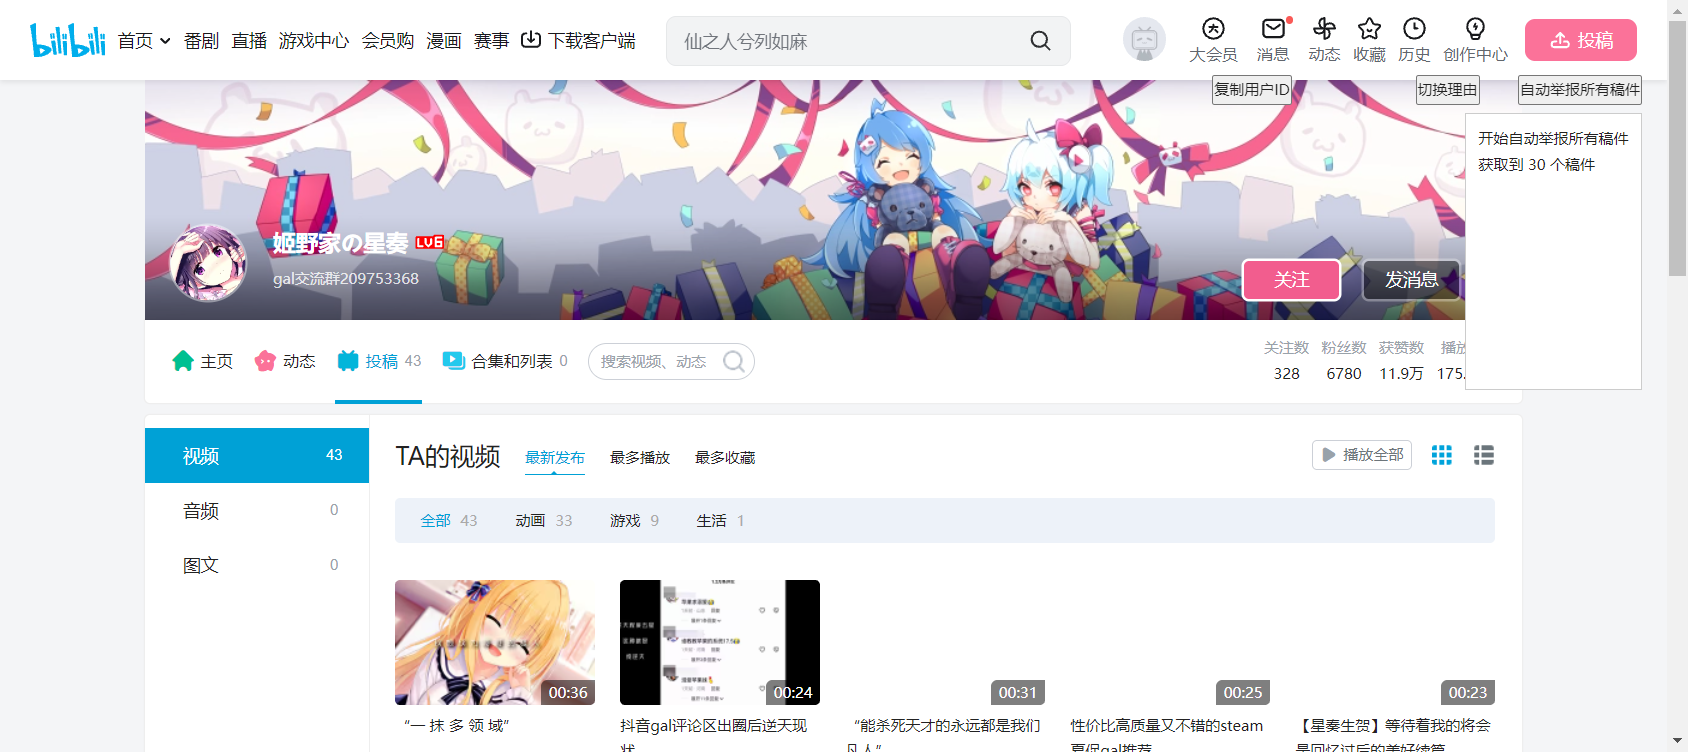 bilibili 首页 番剧 直播 游戏中心 会员购 漫画 赛事 下载客户端 仙之人兮列如麻 大会员 消息 动态 收藏 历史 创作中心 投稿
复制用户ID 切换理由 自动举报所有稿件
开始自动举报所有稿件
获取到 30 个稿件
姬野家の星奏 LV6
gal交流群209753368
关注 发消息
主页 动态 投稿 43 合集和列表 0 搜索视频、动态
关注数 粉丝数 获赞数 播放
328 6780 11.9万 175.
视频 43
音频 0
图文 0
TA的视频 最新发布 最多播放 最多收藏 播放全部
全部 43 动画 33 游戏 9 生活 1
00:36 00:24 00:31 00:25 00:23
“一 抹 多 领 域”
抖音gal评论区出圈后逆天现
状
“能杀死天才的永远都是我们
凡人”
性价比高质量又不错的steam
夏促gal推荐
【星奏生贺】等待着我的将会
是回忆过后的美好续篇